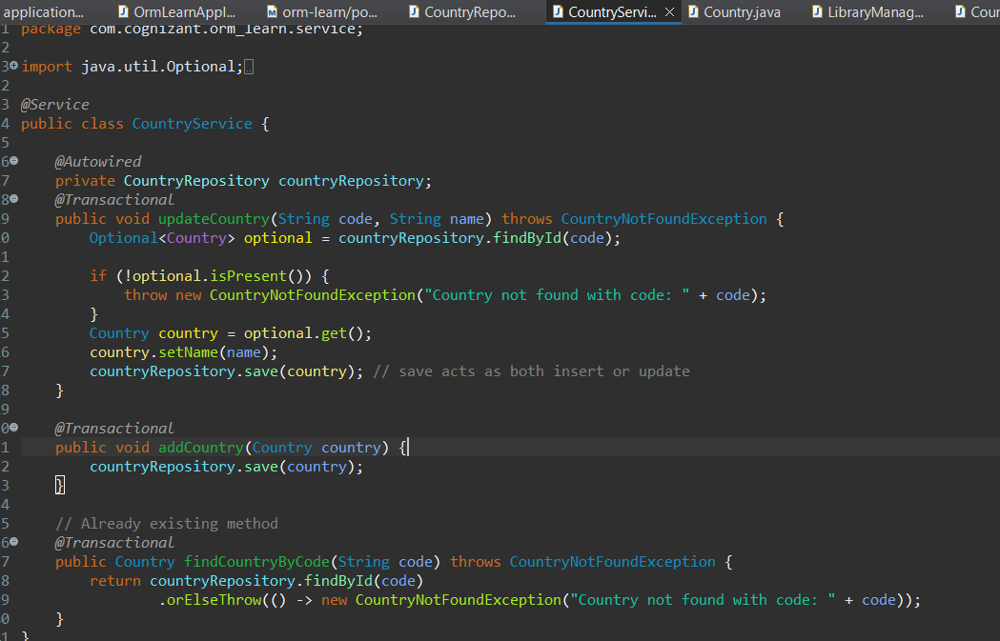 application... OrmLearnAppl... orm-learn/po... CountryRepo... CountryServi... Country.java LibraryManag... Cour
1 package com.cognizant.orm_learn.service;
2
3 import java.util.Optional;
2
3 @Service
4 public class CountryService {
5
6 @Autowired
7 private CountryRepository countryRepository;
8 @Transactional
9 public void updateCountry(String code, String name) throws CountryNotFoundException {
0 Optional<Country> optional = countryRepository.findById(code);
1
2 if (!optional.isPresent()) {
3 throw new CountryNotFoundException("Country not found with code: " + code);
4 }
5 Country country = optional.get();
6 country.setName(name);
7 countryRepository.save(country); // save acts as both insert or update
8 }
9
0 @Transactional
1 public void addCountry(Country country) {
2 countryRepository.save(country);
3 }
4
5 // Already existing method
6 @Transactional
7 public Country findCountryByCode(String code) throws CountryNotFoundException {
8 return countryRepository.findById(code)
9 .orElseThrow(() -> new CountryNotFoundException("Country not found with code: " + code));
0 }
1 }